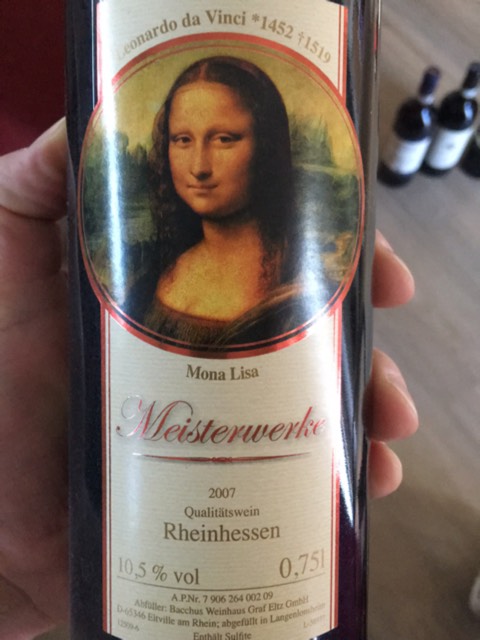 Leonardo da Vinci *1452 †1519
Mona Lisa
Meisterwerke
2007
Qualitätswein
Rheinhessen
10,5 % vol 0,75l
A.P.Nr. 7 906 264 002 09
Abfüller: Bacchus Weinhaus Graf Eltz GmbH
D-65346 Eltville am Rhein; abgefüllt in Langenlonsheim
Enthält Sulfite